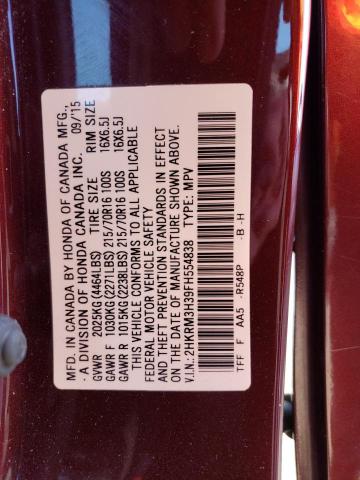 MFD. IN CANADA BY HONDA OF CANADA MFG.,
- A DIVISION OF HONDA CANADA INC. 09/15
TIRE SIZE RIM SIZE
GVWR 2025KG(4464LBS)
GAWR F 1030KG(2271LBS) 215/70R16 100S 16X6.5J
GAWR R 1015KG(2238LBS) 215/70R16 100S 16X6.5J
THIS VEHICLE CONFORMS TO ALL APPLICABLE
FEDERAL MOTOR VEHICLE SAFETY
AND THEFT PREVENTION STANDARDS IN EFFECT
ON THE DATE OF MANUFACTURE SHOWN ABOVE.
V.I.N.: 2HKRM3H39FH554838 TYPE: MPV
TFF F AA5 -R548P -B -H